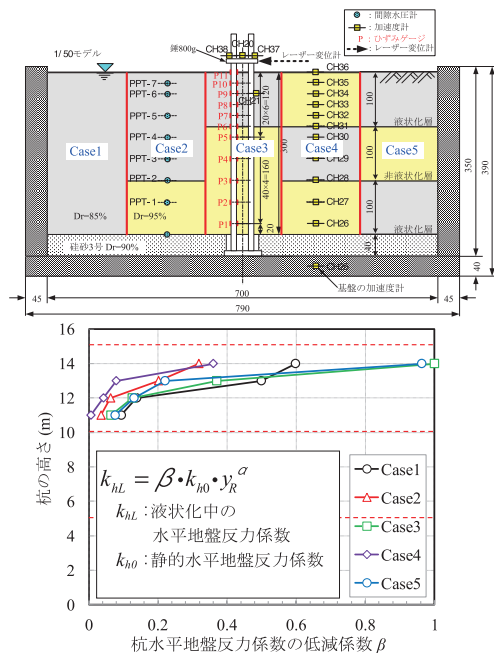 : 間隙水圧計
: 加速度計
P : ひずみゲージ
: レーザー変位計
1/50モデル
錘800g
CH38
CH20
CH37
レーザー変位計
CH36
CH35
CH34
CH33
CH32
CH31
CH30
CH29
CH28
CH27
CH26
CH25
CH21
PPT-7
PPT-6
PPT-5
PPT-4
PPT-3
PPT-2
PPT-1
P11
P10
P9
P8
P7
P6
P5
P4
P3
P2
P1
20×6=120
40×4=160
20
300
Case1
Case2
Case3
Case4
Case5
100
液状化層
100
非液状化層
100
液状化層
40
350
390
40
Dr=85%
Dr=95%
硅砂3号 Dr=90%
基盤の加速度計
45
700
45
790
16
14
12
10
8
6
4
2
0
杭の高さ (m)
k_hL = β・k_h0・y_R^α
k_hL : 液状化中の
水平地盤反力係数
k_h0 : 静的水平地盤反力係数
Case1
Case2
Case3
Case4
Case5
0 0.2 0.4 0.6 0.8 1
杭水平地盤反力係数の低減係数 β